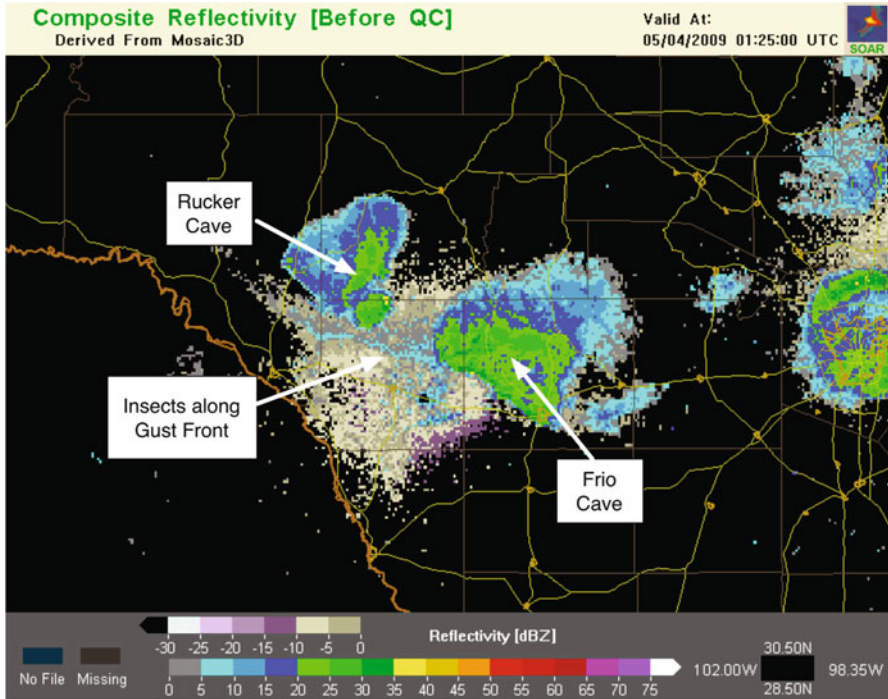 Composite Reflectivity [Before QC]
Derived From Mosaic3D
Valid At:
05/04/2009 01:25:00 UTC
SOAR
Rucker
Cave
Insects along
Gust Front
Frio
Cave
No File
Missing
-30 -25 -20 -15 -10 -5 0
Reflectivity [dBZ]
0 5 10 15 20 25 30 35 40 45 50 55 60 65 70 75
30.50N
102.00W
98.35W
28.50N